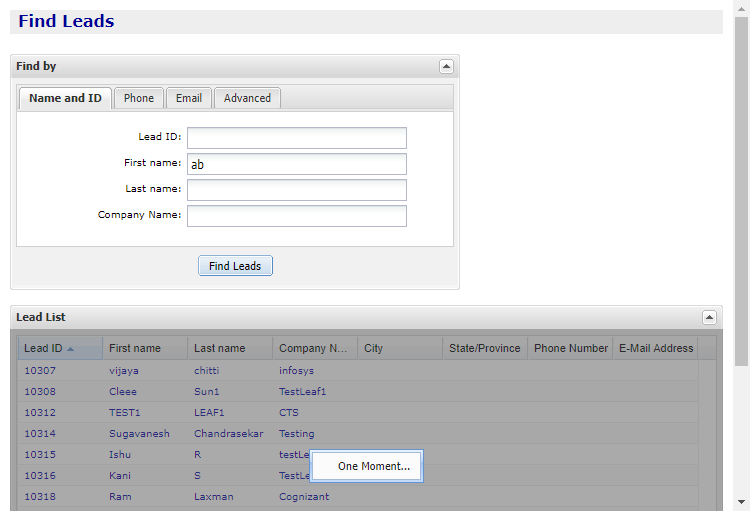 Find Leads
Find by
Name and ID Phone Email Advanced
Lead ID:
First name: ab
Last name:
Company Name:
Find Leads
Lead List
Lead ID First name Last name Company N... City State/Province Phone Number E-Mail Address
10307 vijaya chitti infosys
10308 Cleee Sun1 TestLeaf1
10312 TEST1 LEAF1 CTS
10314 Sugavanesh Chandrasekar Testing
10315 Ishu R testLe
One Moment...
10316 Kani S TestLe
10318 Ram Laxman Cognizant